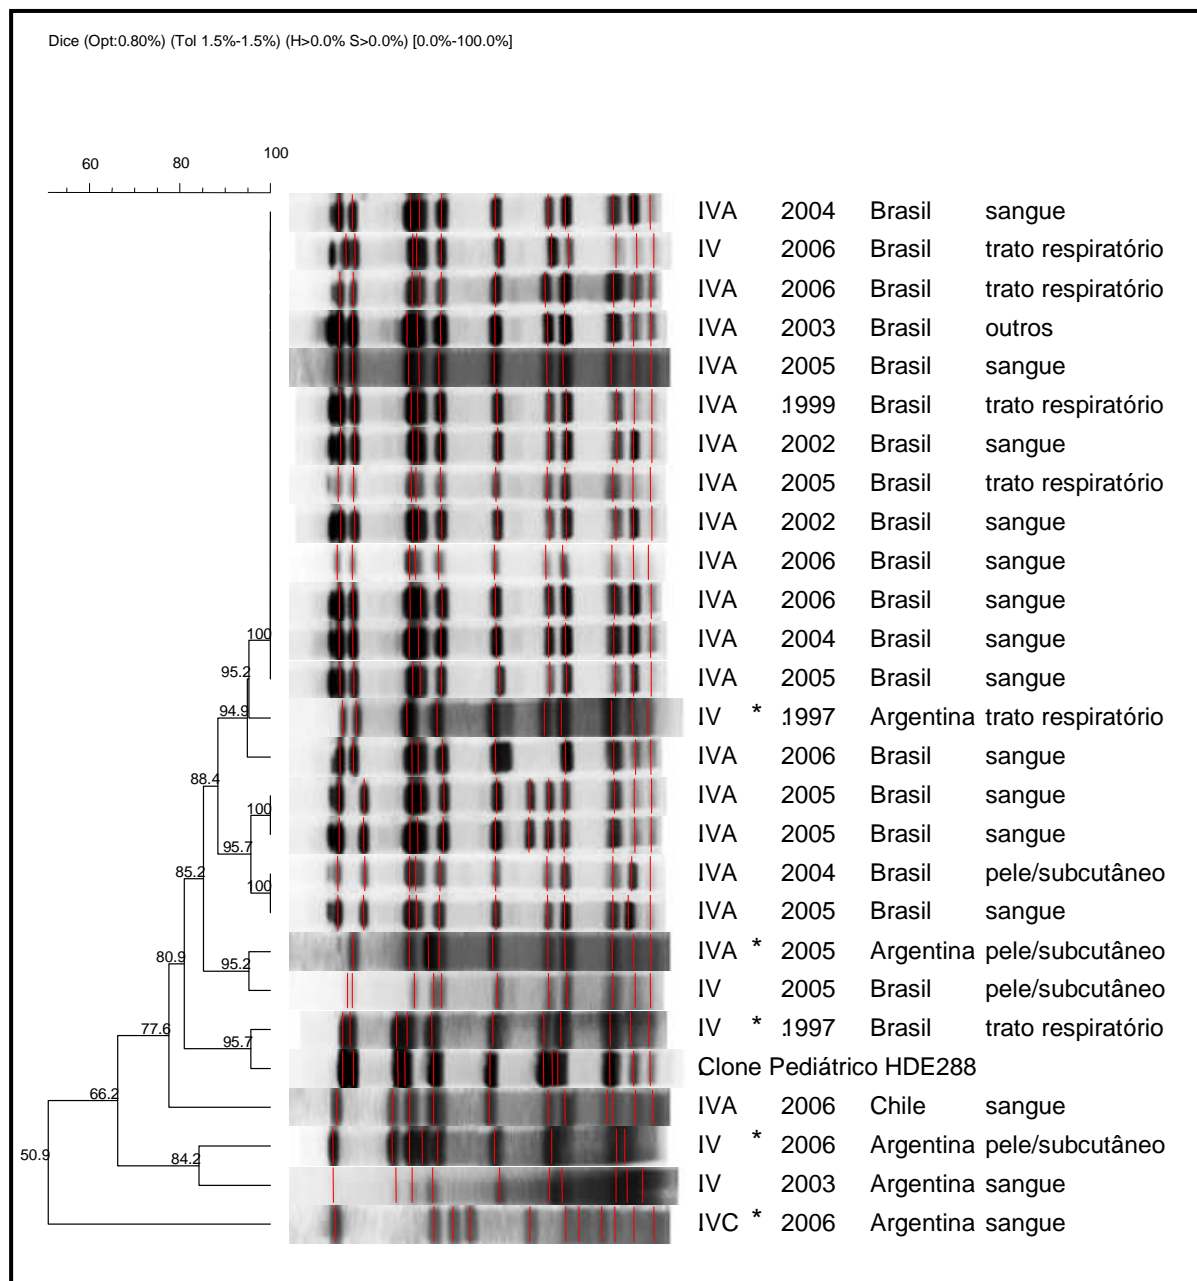 Dice (Opt:0.80%) (Tol 1.5%-1.5%) (H>0.0% S>0.0%) [0.0%-100.0%]
60 80 100
IVA 2004 Brasil sangue
IV 2006 Brasil trato respiratório
IVA 2006 Brasil trato respiratório
IVA 2003 Brasil outros
IVA 2005 Brasil sangue
IVA 1999 Brasil trato respiratório
IVA 2002 Brasil sangue
IVA 2005 Brasil trato respiratório
IVA 2002 Brasil sangue
IVA 2006 Brasil sangue
IVA 2006 Brasil sangue
100 IVA 2004 Brasil sangue
95.2 IVA 2005 Brasil sangue
94.9 IV * 1997 Argentina trato respiratório
IVA 2006 Brasil sangue
88.4 IVA 2005 Brasil sangue
100 IVA 2005 Brasil sangue
95.7
85.2 IVA 2004 Brasil pele/subcutâneo
100 IVA 2005 Brasil sangue
80.9 IVA * 2005 Argentina pele/subcutâneo
95.2 IV 2005 Brasil pele/subcutâneo
77.6 IV * 1997 Brasil trato respiratório
95.7 Clone Pediátrico HDE288
66.2 IVA 2006 Chile sangue
50.9 IV * 2006 Argentina pele/subcutâneo
84.2 IV 2003 Argentina sangue
IVC * 2006 Argentina sangue